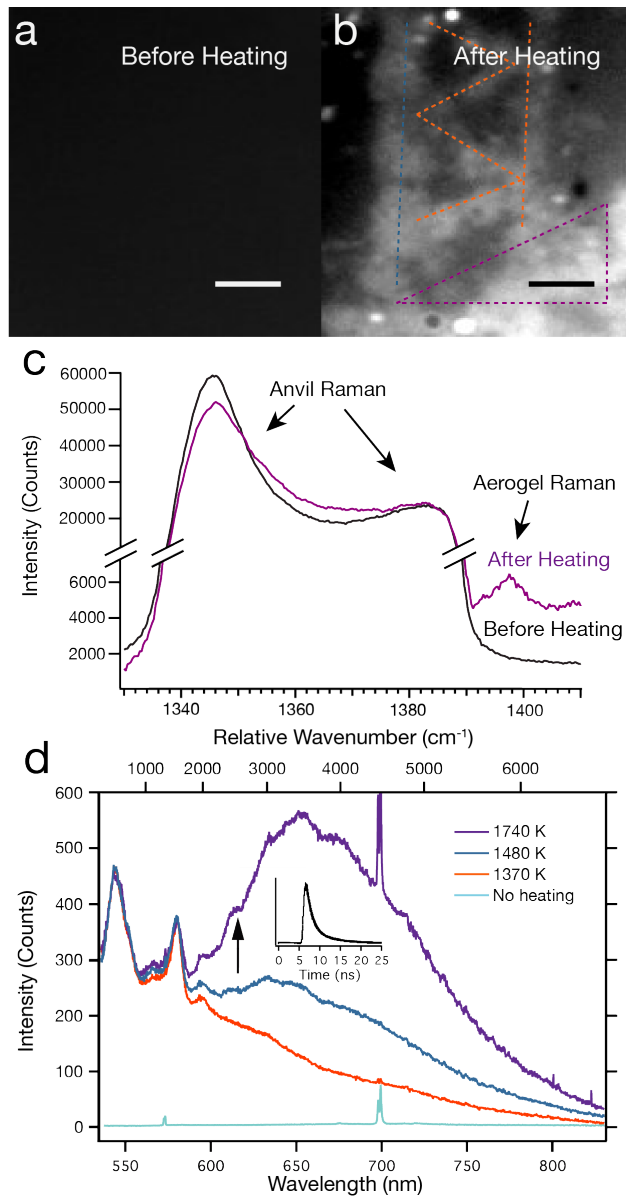 a
Before Heating
b
After Heating
c
60000
50000
40000
30000
20000
6000
4000
2000
Intensity (Counts)
Anvil Raman
Aerogel Raman
After Heating
Before Heating
1340
1360
1380
1400
Relative Wavenumber (cm⁻¹)
d
1000
2000
3000
4000
5000
6000
600
500
400
300
200
100
0
Intensity (Counts)
1740 K
1480 K
1370 K
No heating
0
5
10
15
20
25
Time (ns)
550
600
650
700
750
800
Wavelength (nm)